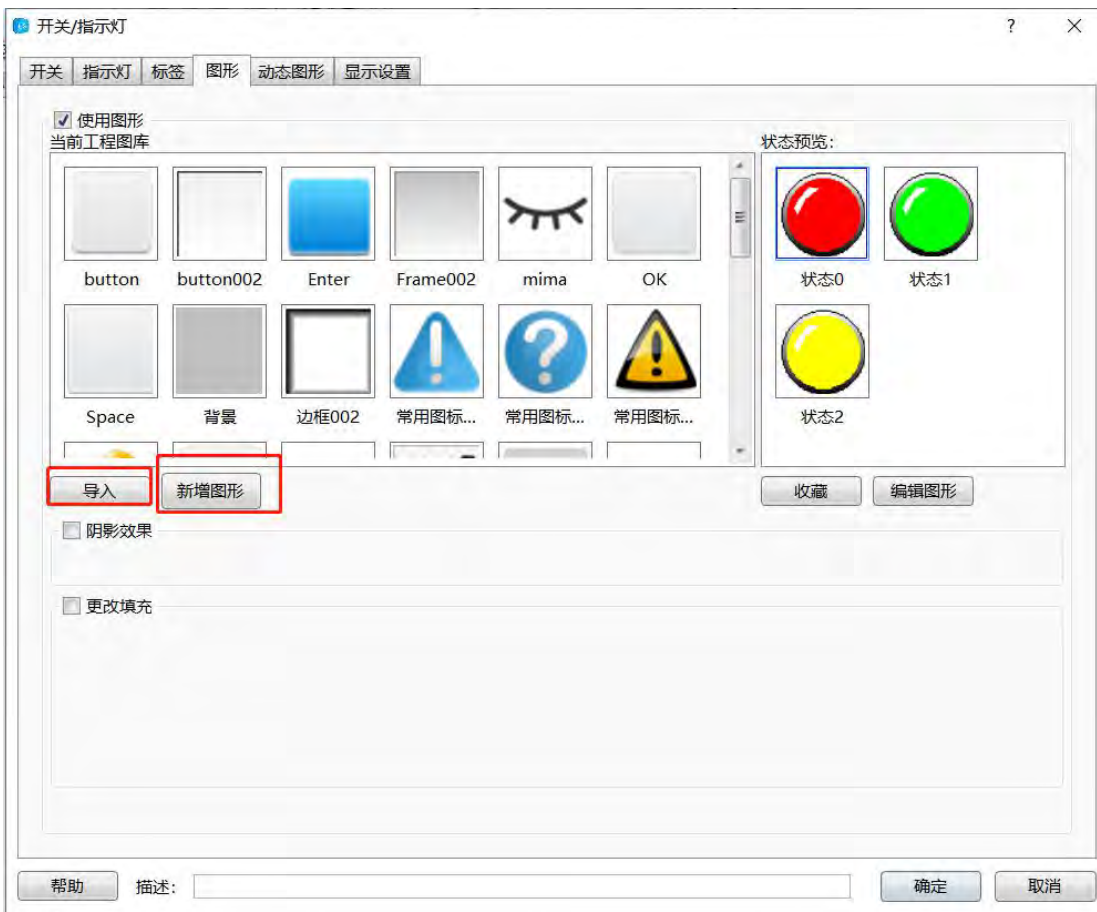 开关/指示灯 ?
开关 指示灯 标签 图形 动态图形 显示设置
使用图形
当前工程图库 状态预览:
button button002 Enter Frame002 mima OK 状态0 状态1
Space 背景 边框002 常用图标... 常用图标... 常用图标... 状态2
导入 新增图形 收藏 编辑图形
阴影效果
更改填充
帮助 描述: 确定 取消